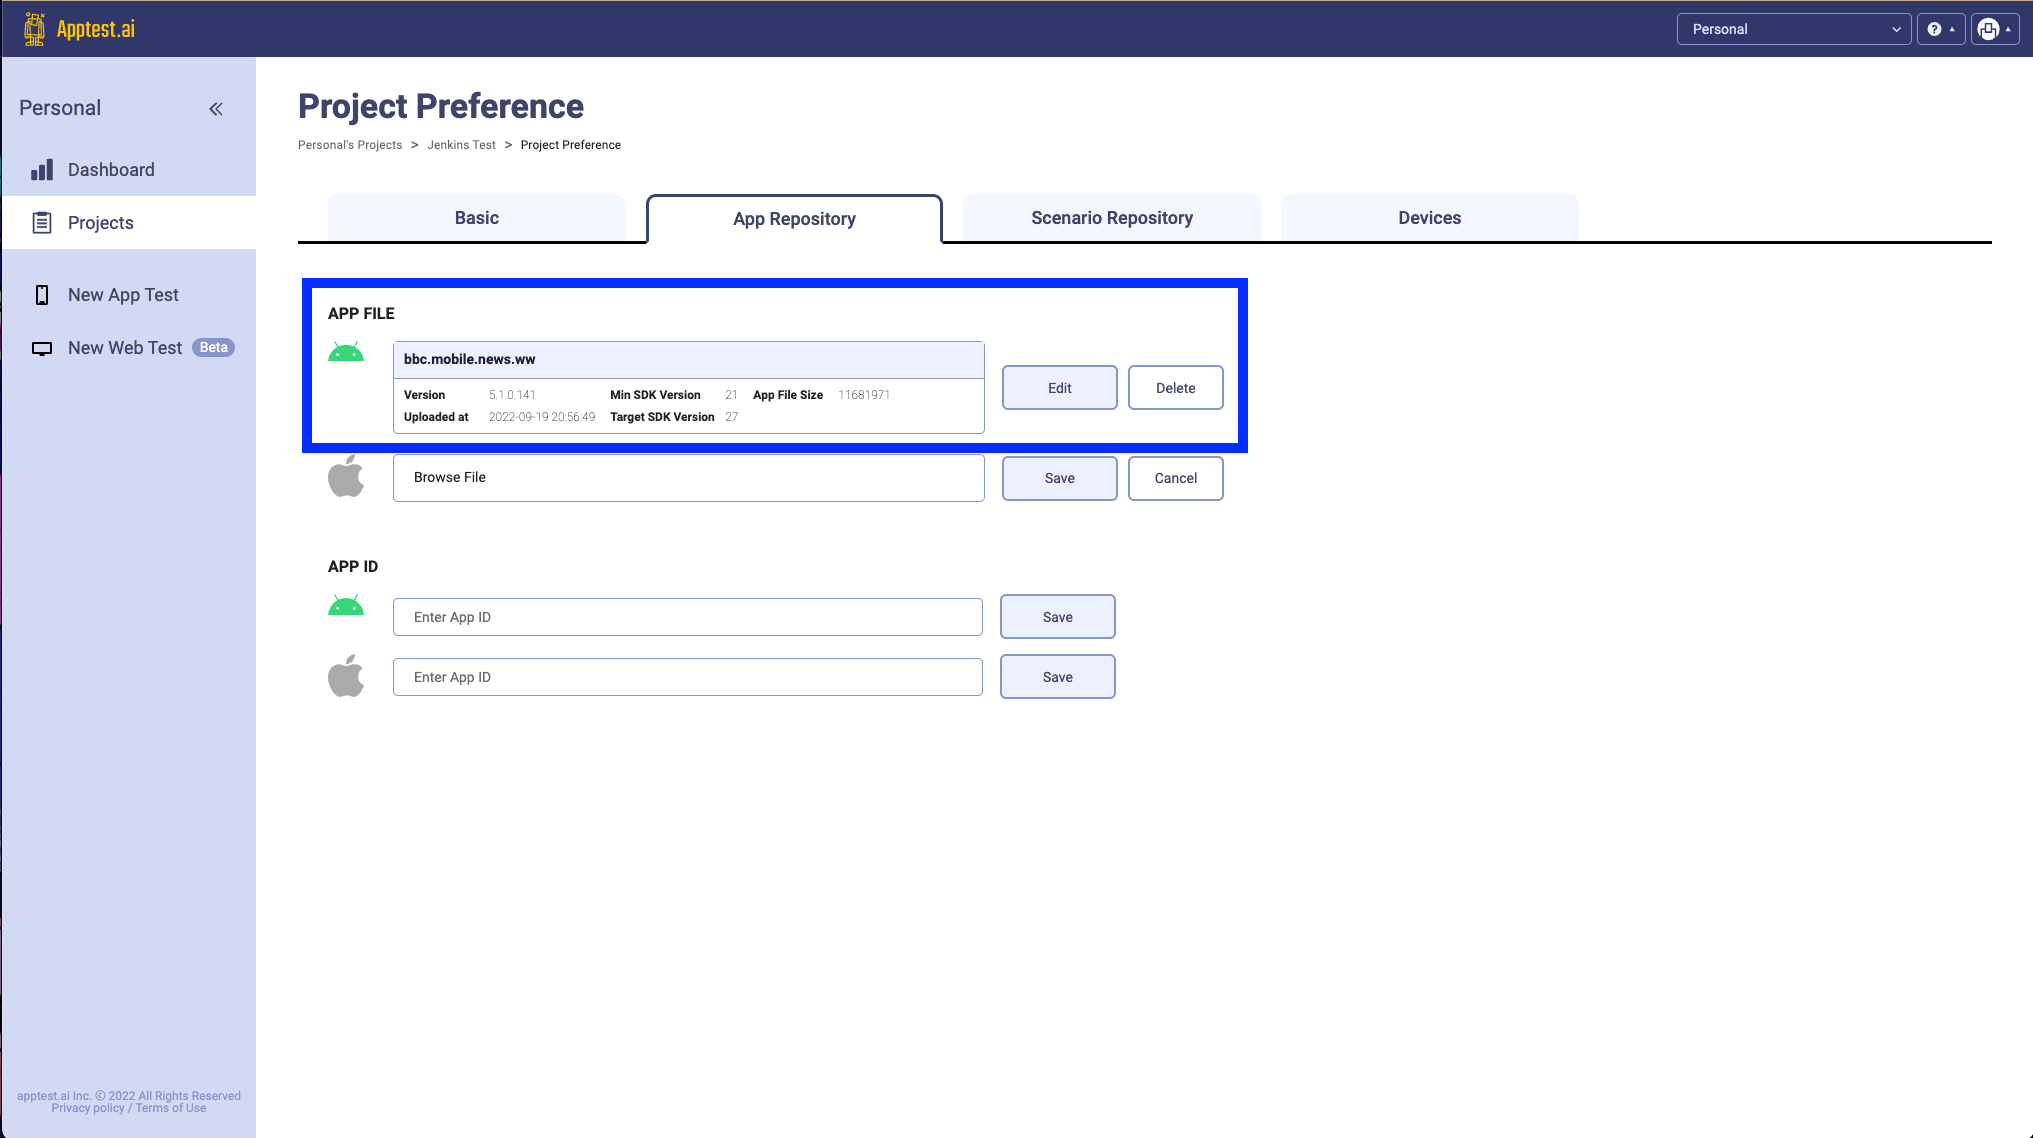 Apptest.ai
Personal
Personal
Dashboard
Projects
New App Test
New Web Test Beta
Project Preference
Personal's Projects > Jenkins Test > Project Preference
Basic
App Repository
Scenario Repository
Devices
APP FILE
bbc.mobile.news.ww
Version 5.1.0.141 Min SDK Version 21 App File Size 11681971
Uploaded at 2022-09-19 20:56:49 Target SDK Version 27
Edit
Delete
Browse File
Save
Cancel
APP ID
Enter App ID
Save
Enter App ID
Save
apptest.ai Inc. © 2022 All Rights Reserved
Privacy policy / Terms of Use